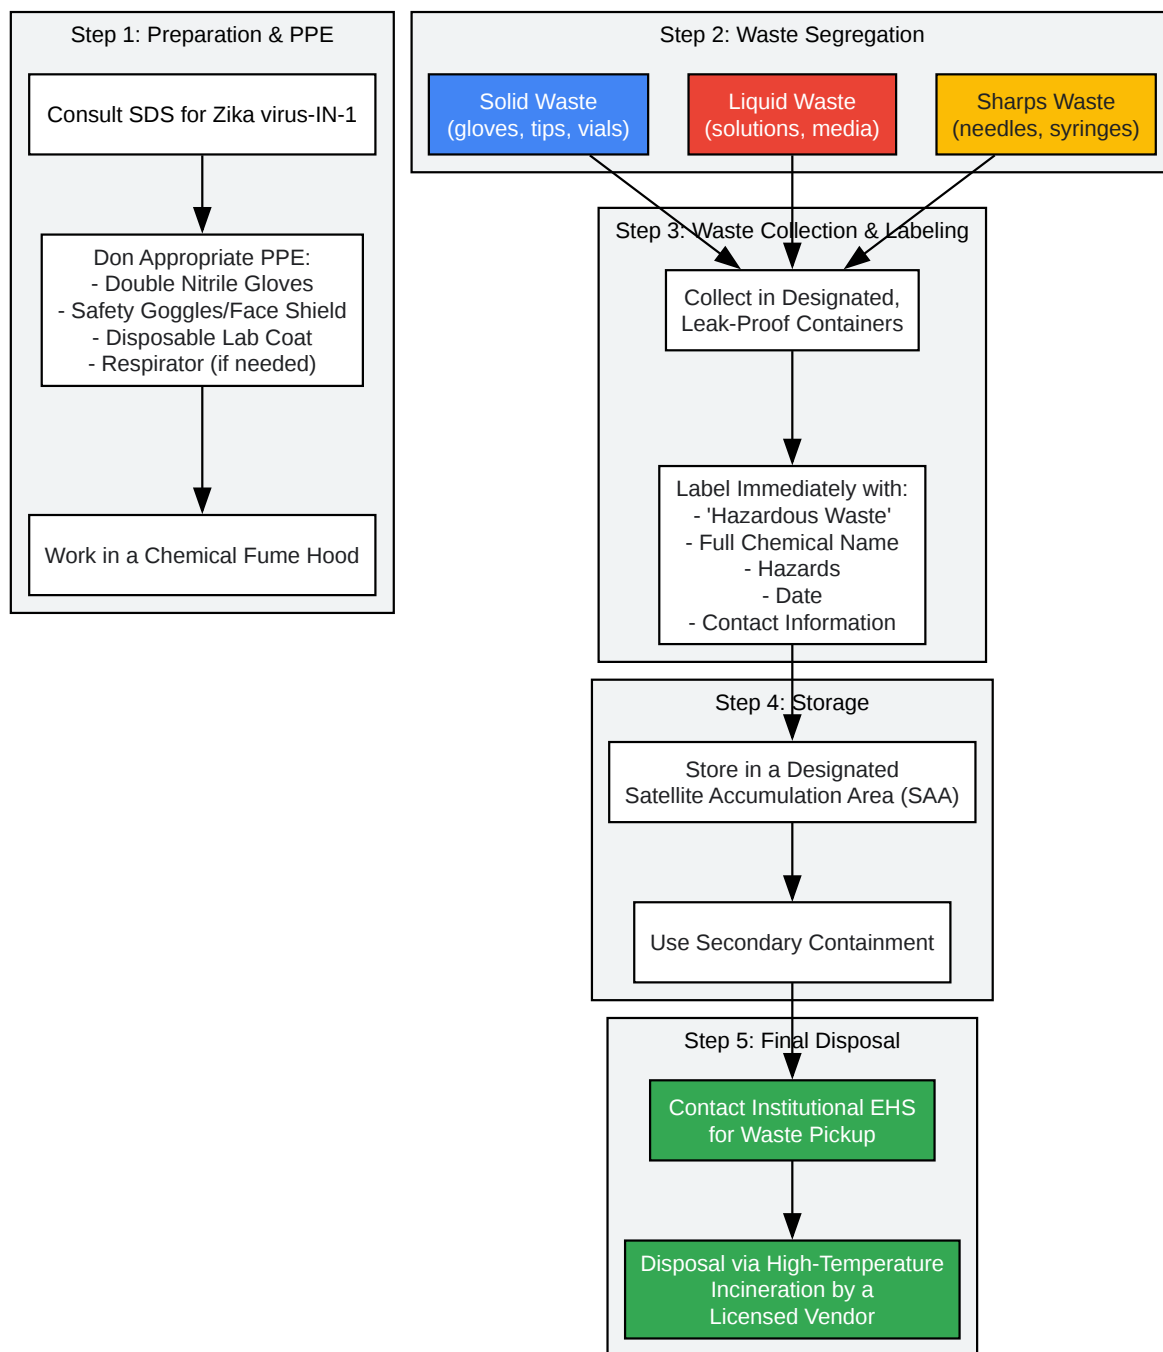 Step 1: Preparation & PPE
Consult SDS for Zika virus-IN-1
Don Appropriate PPE:
- Double Nitrile Gloves
- Safety Goggles/Face Shield
- Disposable Lab Coat
- Respirator (if needed)
Work in a Chemical Fume Hood
Step 2: Waste Segregation
Solid Waste
(gloves, tips, vials)
Liquid Waste
(solutions, media)
Sharps Waste
(needles, syringes)
Step 3: Waste Collection & Labeling
Collect in Designated,
Leak-Proof Containers
Label Immediately with:
- 'Hazardous Waste'
- Full Chemical Name
- Hazards
- Date
- Contact Information
Step 4: Storage
Store in a Designated
Satellite Accumulation Area (SAA)
Use Secondary Containment
Step 5: Final Disposal
Contact Institutional EHS
for Waste Pickup
Disposal via High-Temperature
Incineration by a
Licensed Vendor